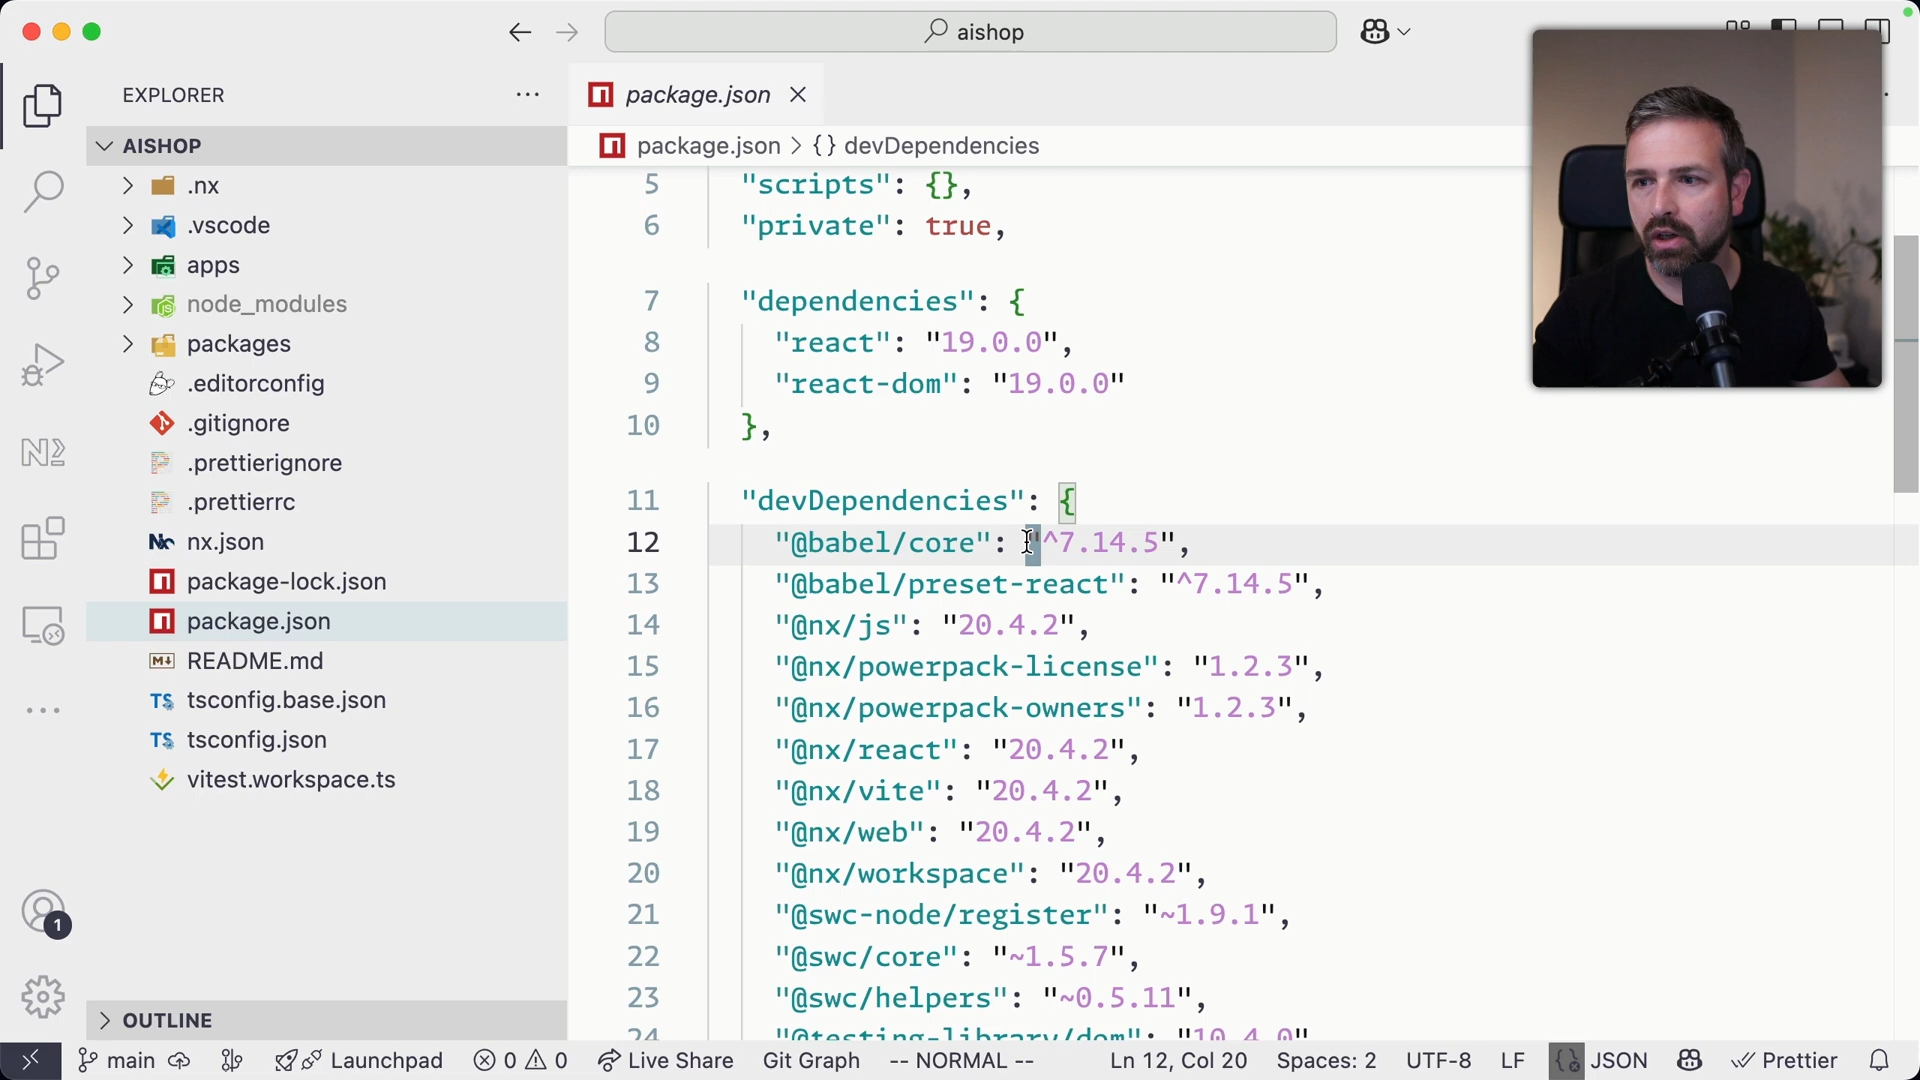 aishop
EXPLORER
AISHOP
.nx
.vscode
apps
node_modules
packages
.editorconfig
.gitignore
.prettierignore
.prettierrc
nx.json
package-lock.json
package.json
README.md
tsconfig.base.json
tsconfig.json
vitest.workspace.ts
OUTLINE
package.json
package.json > {} devDependencies
5 "scripts": {},
6 "private": true,
7 "dependencies": {
8 "react": "19.0.0",
9 "react-dom": "19.0.0"
10 },
11 "devDependencies": {
12 "@babel/core": "^7.14.5",
13 "@babel/preset-react": "^7.14.5",
14 "@nx/js": "20.4.2",
15 "@nx/powerpack-license": "1.2.3",
16 "@nx/powerpack-owners": "1.2.3",
17 "@nx/react": "20.4.2",
18 "@nx/vite": "20.4.2",
19 "@nx/web": "20.4.2",
20 "@nx/workspace": "20.4.2",
21 "@swc-node/register": "~1.9.1",
22 "@swc/core": "~1.5.7",
23 "@swc/helpers": "~0.5.11",
24 "@testing-library/dom": "10.4.0"
1
main Launchpad 0 0 Live Share Git Graph -- NORMAL -- Ln 12, Col 20 Spaces: 2 UTF-8 LF {} JSON Prettier